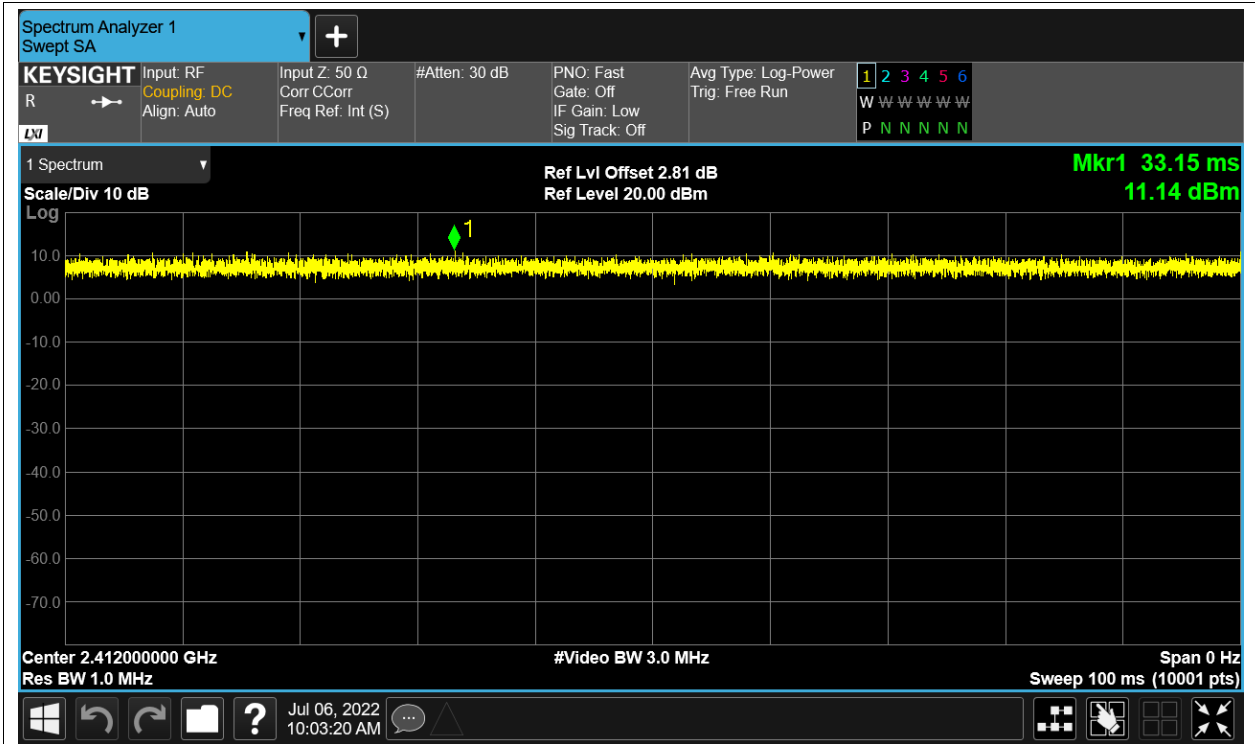 Spectrum Analyzer 1
Swept SA
KEYSIGHT
R
LXI
Input: RF
Coupling: DC
Align: Auto
Input Z: 50 Ω
Corr CCorr
Freq Ref: Int (S)
#Atten: 30 dB
PNO: Fast
Gate: Off
IF Gain: Low
Sig Track: Off
Avg Type: Log-Power
Trig: Free Run
1 2 3 4 5 6
W W W W W W
P N N N N N
1 Spectrum
Scale/Div 10 dB
Log
Ref Lvl Offset 2.81 dB
Ref Level 20.00 dBm
Mkr1 33.15 ms
11.14 dBm
1
10.0
0.00
-10.0
-20.0
-30.0
-40.0
-50.0
-60.0
-70.0
Center 2.412000000 GHz
#Video BW 3.0 MHz
Span 0 Hz
Res BW 1.0 MHz
Sweep 100 ms (10001 pts)
?
Jul 06, 2022
10:03:20 AM